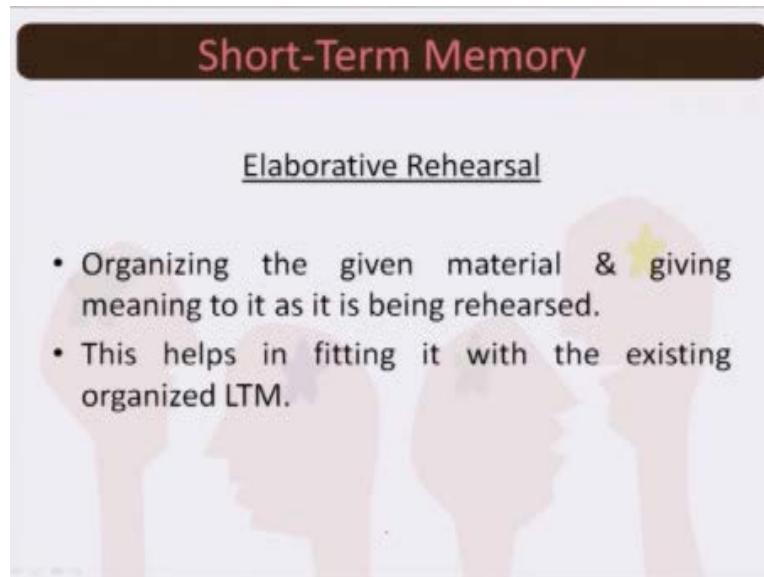 Short-Term Memory
Elaborative Rehearsal
• Organizing the given material & giving
meaning to it as it is being rehearsed.
• This helps in fitting it with the existing
organized LTM.